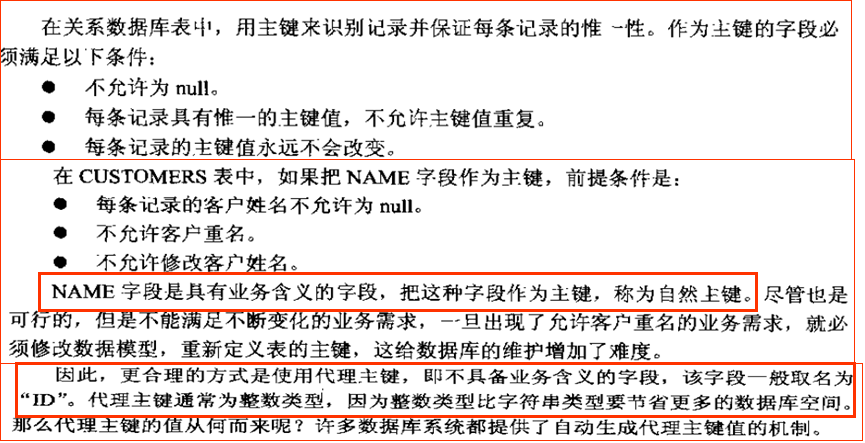 在关系数据库表中，用主键来识别记录并保证每条记录的惟一性。作为主键的字段必
须满足以下条件：
● 不允许为 null。
● 每条记录具有惟一的主键值，不允许主键值重复。
● 每条记录的主键值永远不会改变。
在 CUSTOMERS 表中，如果把 NAME 字段作为主键，前提条件是：
● 每条记录的客户姓名不允许为 null。
● 不允许客户重名。
● 不允许修改客户姓名。
NAME 字段是具有业务含义的字段，把这种字段作为主键，称为自然主键。尽管也是
可行的，但是不能满足不断变化的业务需求，一旦出现了允许客户重名的业务需求，就必
须修改数据模型，重新定义表的主键，这给数据库的维护增加了难度。
因此，更合理的方式是使用代理主键，即不具备业务含义的字段，该字段一般取名为
“ID”。代理主键通常为整数类型，因为整数类型比字符串类型要节省更多的数据库空间。
那么代理主键的值从何而来呢？许多数据库系统都提供了自动生成代理主键值的机制。